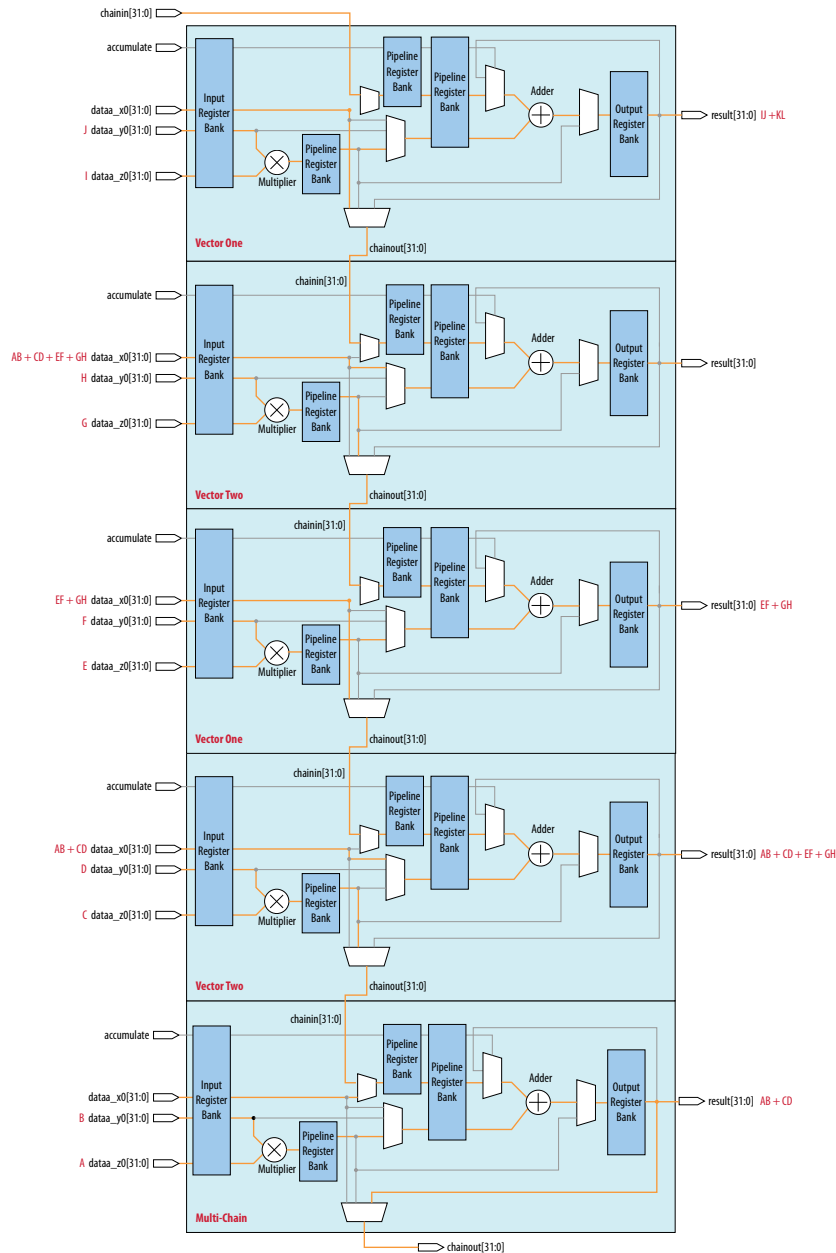 chainin[31:0]
accumulate
Input
Register
Bank
Pipeline
Register
Bank
Pipeline
Register
Bank
Adder
Output
Register
Bank
dataa_x0[31:0]
J dataa_y0[31:0]
I dataa_z0[31:0]
Multiplier
Pipeline
Register
Bank
result[31:0] IJ + KL
Vector One
chainout[31:0]
chainin[31:0]
accumulate
Input
Register
Bank
Pipeline
Register
Bank
Pipeline
Register
Bank
Adder
Output
Register
Bank
AB + CD + EF + GH dataa_x0[31:0]
H dataa_y0[31:0]
G dataa_z0[31:0]
Multiplier
Pipeline
Register
Bank
result[31:0]
Vector Two
chainout[31:0]
chainin[31:0]
accumulate
Input
Register
Bank
Pipeline
Register
Bank
Pipeline
Register
Bank
Adder
Output
Register
Bank
EF + GH dataa_x0[31:0]
F dataa_y0[31:0]
E dataa_z0[31:0]
Multiplier
Pipeline
Register
Bank
result[31:0] EF + GH
Vector One
chainout[31:0]
chainin[31:0]
accumulate
Input
Register
Bank
Pipeline
Register
Bank
Pipeline
Register
Bank
Adder
Output
Register
Bank
AB + CD dataa_x0[31:0]
D dataa_y0[31:0]
C dataa_z0[31:0]
Multiplier
Pipeline
Register
Bank
result[31:0] AB + CD + EF + GH
Vector Two
chainout[31:0]
chainin[31:0]
accumulate
Input
Register
Bank
Pipeline
Register
Bank
Pipeline
Register
Bank
Adder
Output
Register
Bank
dataa_x0[31:0]
B dataa_y0[31:0]
A dataa_z0[31:0]
Multiplier
Pipeline
Register
Bank
result[31:0] AB + CD
Multi-Chain
chainout[31:0]